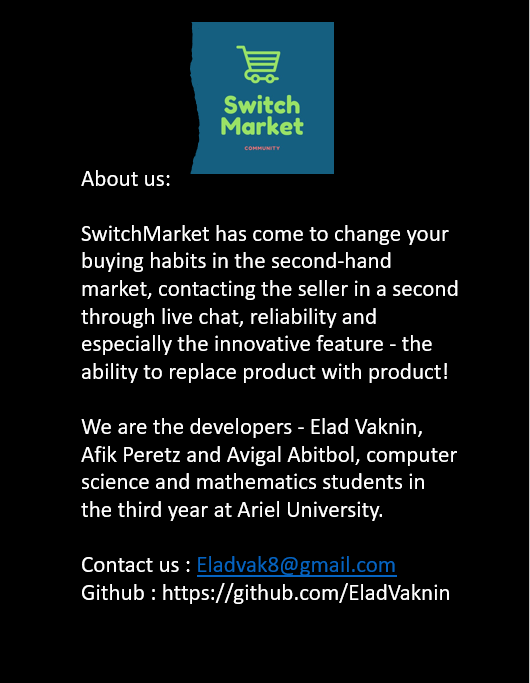 Switch
Market
COMMUNITY
About us:
SwitchMarket has come to change your
buying habits in the second-hand
market, contacting the seller in a second
through live chat, reliability and
especially the innovative feature - the
ability to replace product with product!
We are the developers - Elad Vaknin,
Afik Peretz and Avigal Abitbol, computer
science and mathematics students in
the third year at Ariel University.
Contact us : Eladvak8@gmail.com
Github : https://github.com/EladVaknin